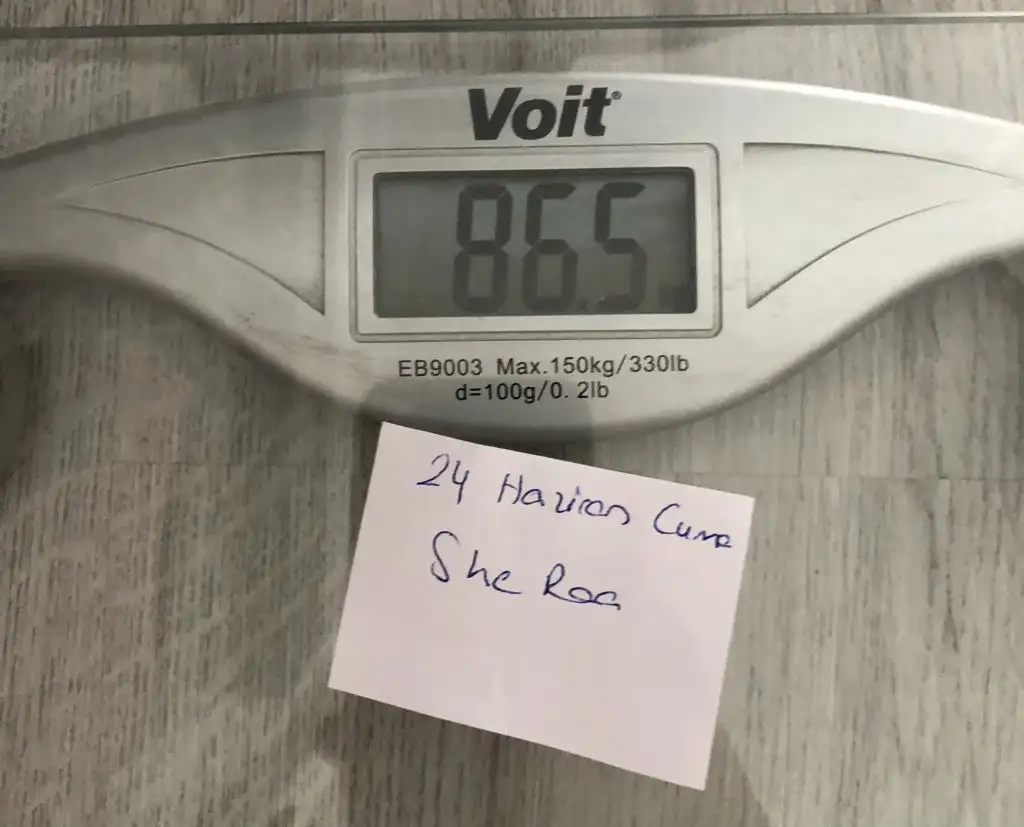 Voit®
86.5
EB9003 Max.150kg/330lb
d=100g/0. 2lb
24 Haziran Cuma
She Roa